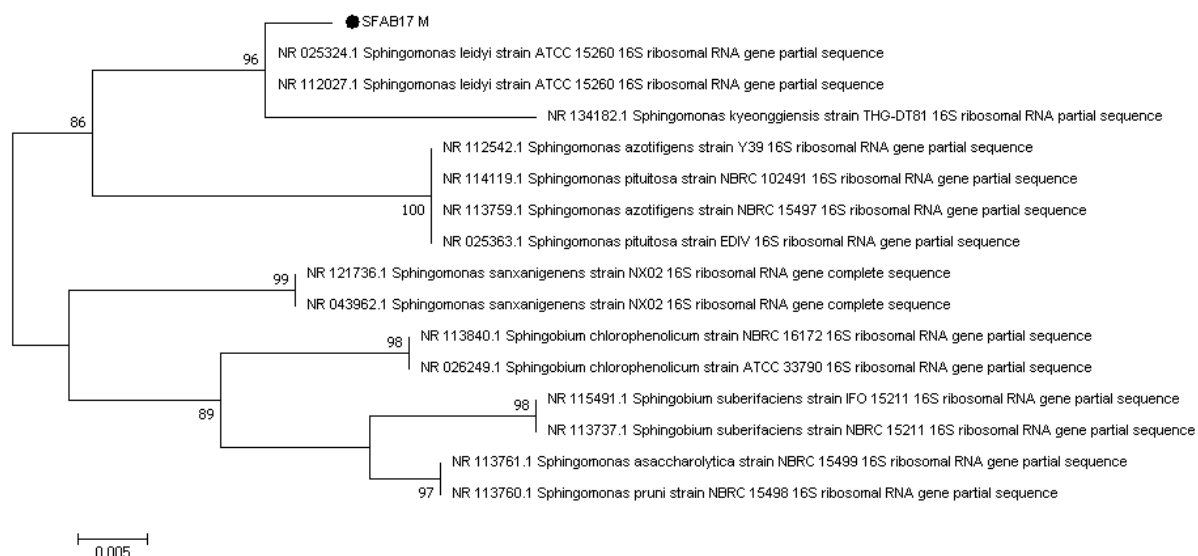 SFAB17 M
NR 025324.1 Sphingomonas leidyi strain ATCC 15260 16S ribosomal RNA gene partial sequence
96
NR 112027.1 Sphingomonas leidyi strain ATCC 15260 16S ribosomal RNA gene partial sequence
NR 134182.1 Sphingomonas kyeonggiensis strain THG-DT81 16S ribosomal RNA partial sequence
86
NR 112542.1 Sphingomonas azotifigens strain Y39 16S ribosomal RNA gene partial sequence
NR 114119.1 Sphingomonas pituitosa strain NBRC 102491 16S ribosomal RNA gene partial sequence
100
NR 113759.1 Sphingomonas azotifigens strain NBRC 15497 16S ribosomal RNA gene partial sequence
NR 025363.1 Sphingomonas pituitosa strain EDIV 16S ribosomal RNA gene partial sequence
NR 121736.1 Sphingomonas sanxanigenens strain NX02 16S ribosomal RNA gene complete sequence
99
NR 043962.1 Sphingomonas sanxanigenens strain NX02 16S ribosomal RNA gene complete sequence
NR 113840.1 Sphingobium chlorophenolicum strain NBRC 16172 16S ribosomal RNA gene partial sequence
98
NR 026249.1 Sphingobium chlorophenolicum strain ATCC 33790 16S ribosomal RNA gene partial sequence
89
NR 115491.1 Sphingobium suberifaciens strain IFO 15211 16S ribosomal RNA gene partial sequence
98
NR 113737.1 Sphingobium suberifaciens strain NBRC 15211 16S ribosomal RNA gene partial sequence
NR 113761.1 Sphingomonas asaccharolytica strain NBRC 15499 16S ribosomal RNA gene partial sequence
97
NR 113760.1 Sphingomonas pruni strain NBRC 15498 16S ribosomal RNA gene partial sequence
0.005